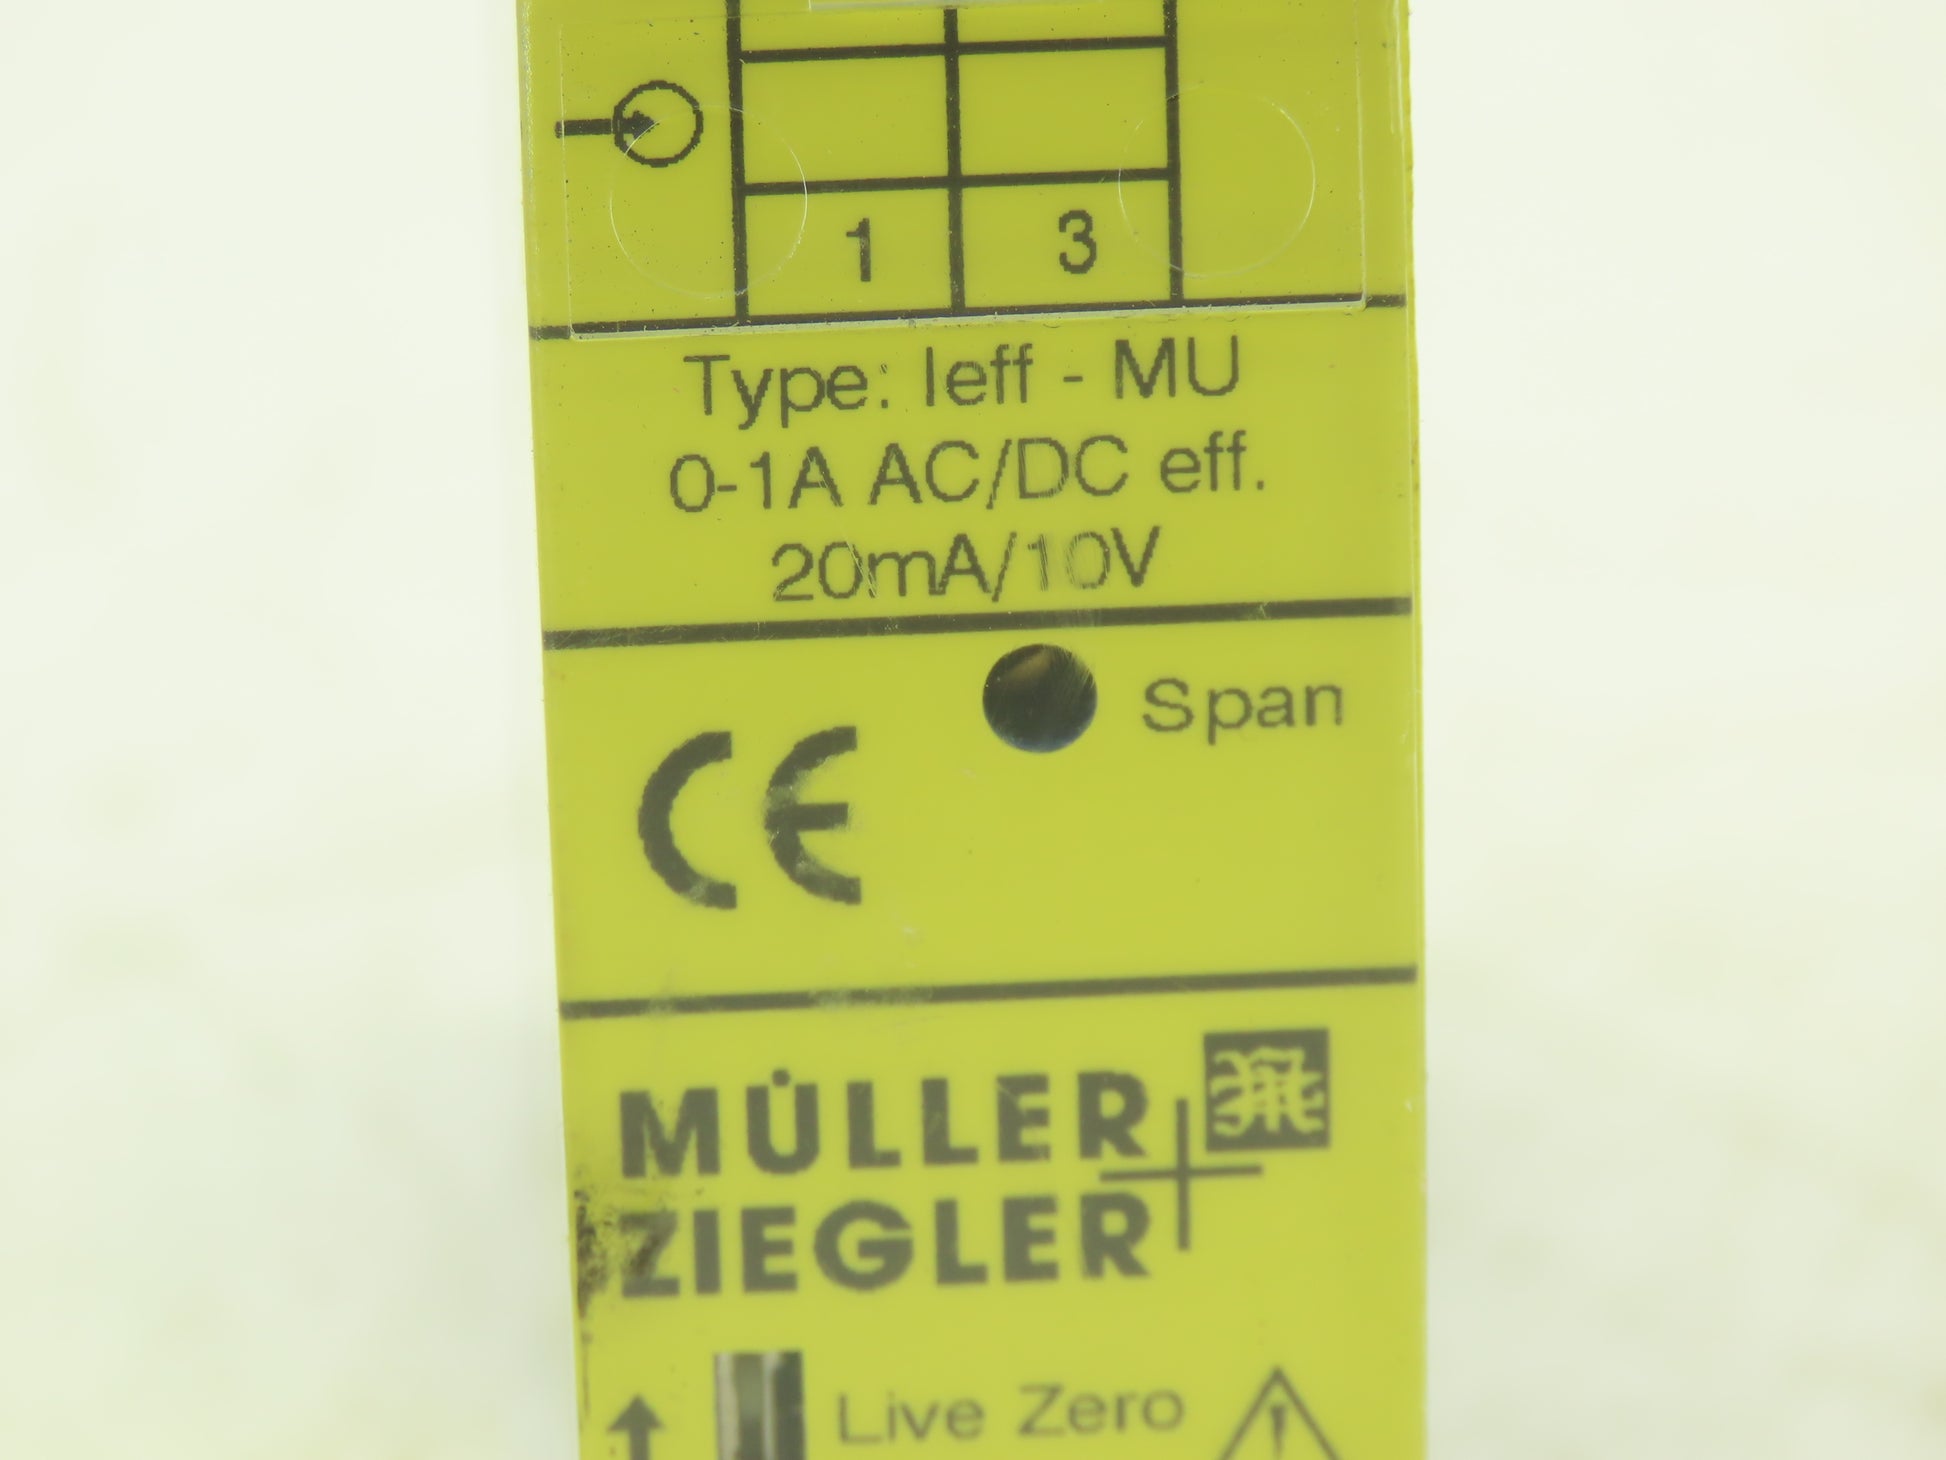 1 3
Type: Ieff - MU
0-1A AC/DC eff.
20mA/10V
Span
CE
MÜLLER
ZIEGLER
Live Zero